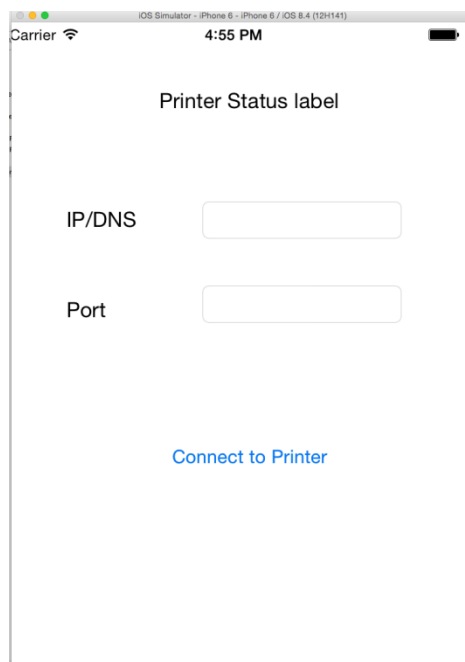 iOS Simulator - iPhone 6 - iPhone 6 / iOS 8.4 (12H141)
Carrier 4:55 PM
Printer Status label
IP/DNS
Port
Connect to Printer